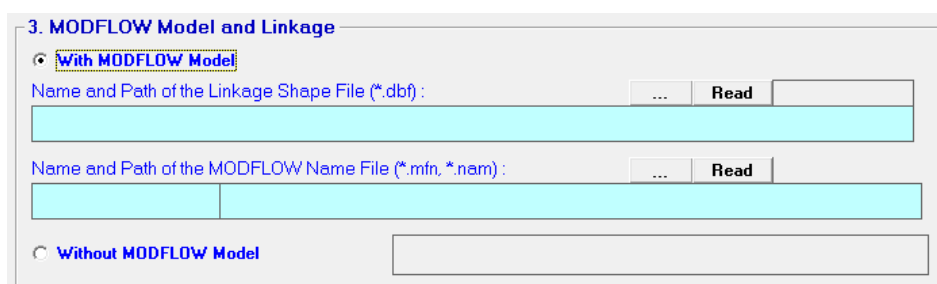 3. MODFLOW Model and Linkage
With MODFLOW Model
Name and Path of the Linkage Shape File (*.dbf) : ... Read
Name and Path of the MODFLOW Name File (*.mfn, *.nam) : ... Read
Without MODFLOW Model